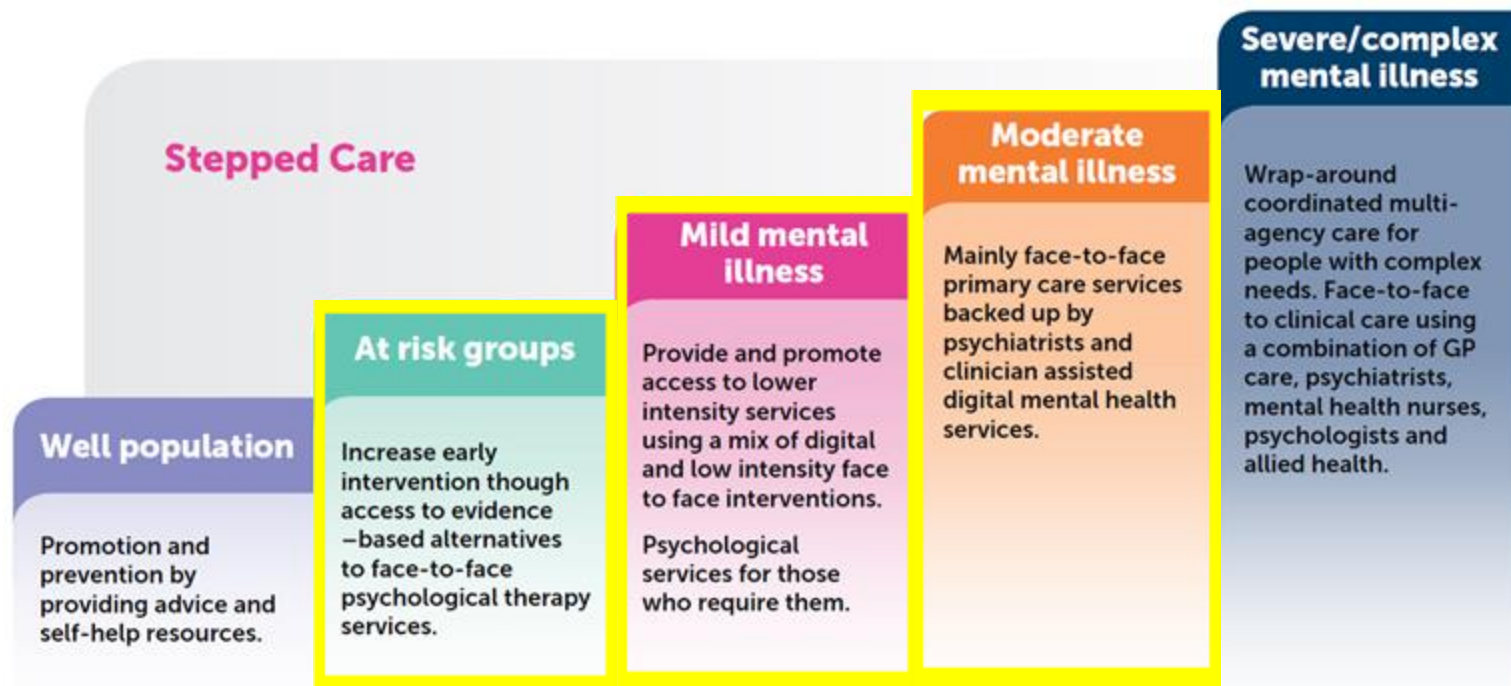 Stepped Care
Well population
Promotion and
prevention by
providing advice and
self-help resources.
At risk groups
Increase early
intervention though
access to evidence
–based alternatives
to face-to-face
psychological therapy
services.
Mild mental
illness
Provide and promote
access to lower
intensity services
using a mix of digital
and low intensity face
to face interventions.
Psychological
services for those
who require them.
Moderate
mental illness
Mainly face-to-face
primary care services
backed up by
psychiatrists and
clinician assisted
digital mental health
services.
Severe/complex
mental illness
Wrap-around
coordinated multi-
agency care for
people with complex
needs. Face-to-face
to clinical care using
a combination of GP
care, psychiatrists,
mental health nurses,
psychologists and
allied health.